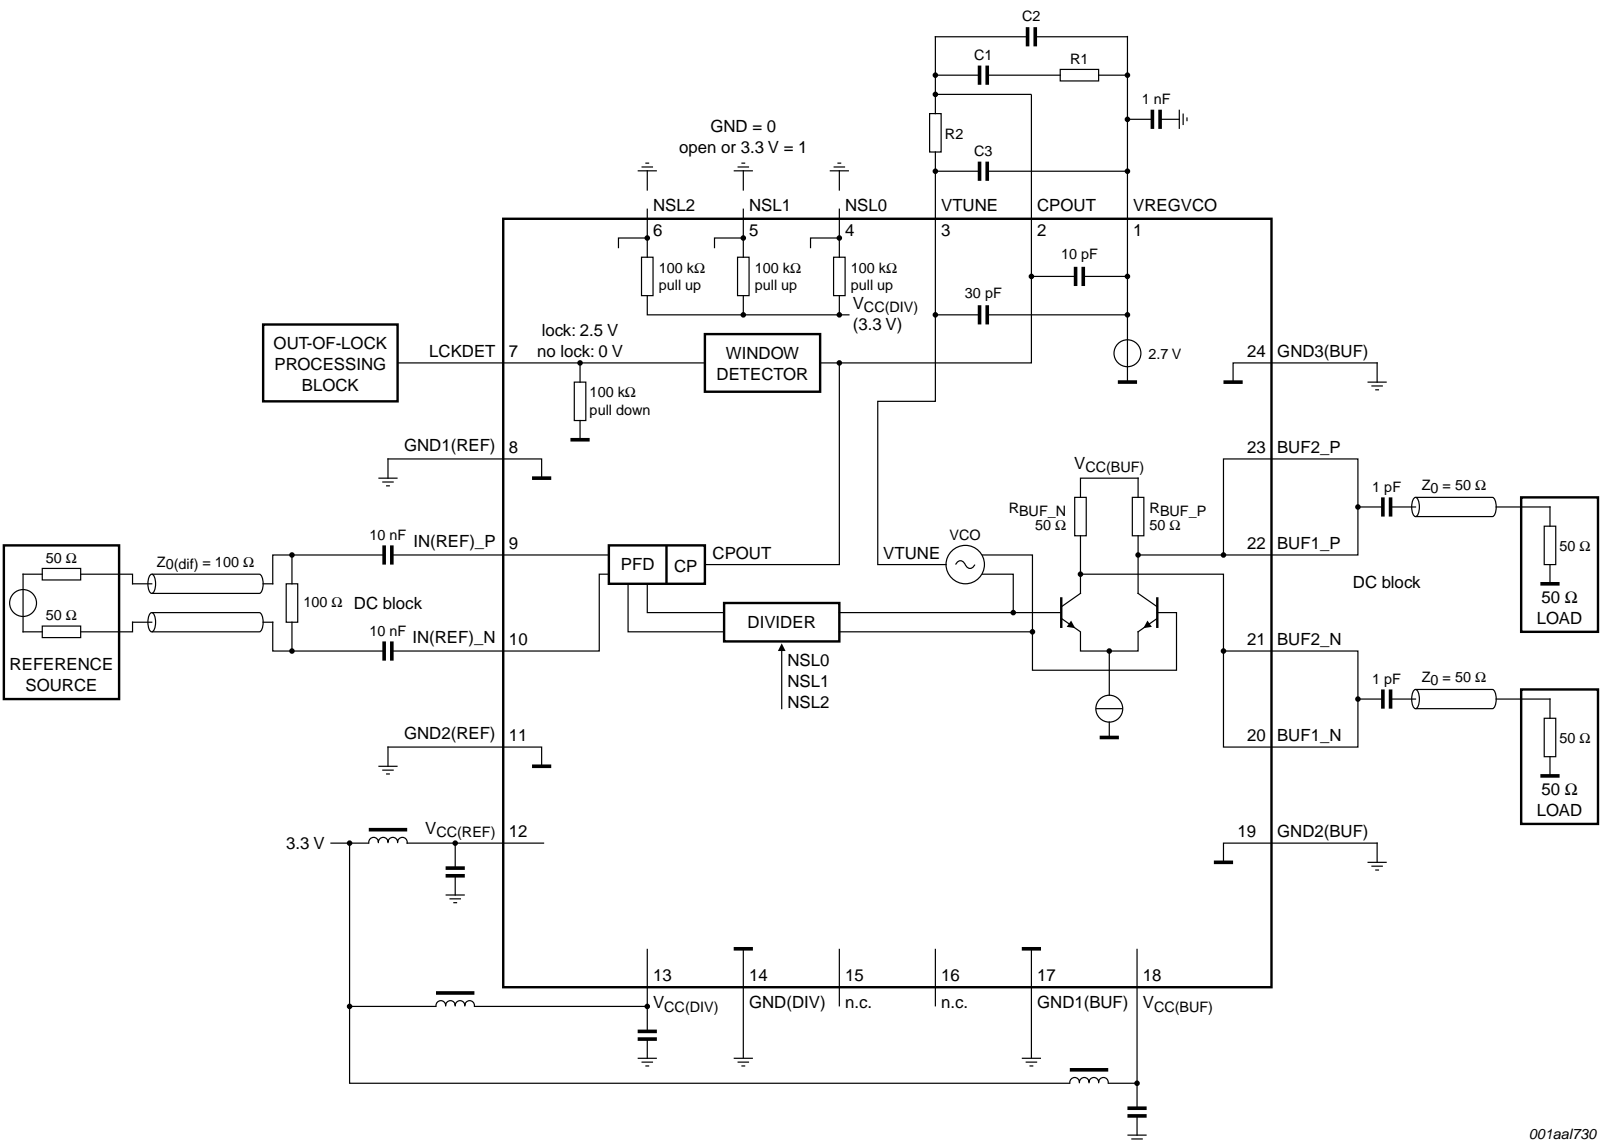 C2
C1
R1
1 nF
GND = 0
open or 3.3 V = 1
R2
C3
NSL2
NSL1
NSL0
VTUNE
CPOUT
VREGVCO
6
5
4
3
2
1
100 kΩ
pull up
100 kΩ
pull up
100 kΩ
pull up
VCC(DIV)
(3.3 V)
10 pF
30 pF
2.7 V
OUT-OF-LOCK
PROCESSING
BLOCK
LCKDET
7
lock: 2.5 V
no lock: 0 V
100 kΩ
pull down
WINDOW
DETECTOR
24
GND3(BUF)
GND1(REF)
8
23
BUF2_P
VCC(BUF)
RBUF_N
50 Ω
RBUF_P
50 Ω
1 pF
Z0 = 50 Ω
50 Ω
50 Ω
LOAD
22
BUF1_P
DC block
50 Ω
50 Ω
REFERENCE
SOURCE
Z0(dif) = 100 Ω
100 Ω
DC block
10 nF
IN(REF)_P
9
10 nF
IN(REF)_N
10
PFD
CP
CPOUT
VTUNE
VCO
DIVIDER
NSL0
NSL1
NSL2
21
BUF2_N
1 pF
Z0 = 50 Ω
50 Ω
50 Ω
LOAD
20
BUF1_N
GND2(REF)
11
3.3 V
VCC(REF)
12
19
GND2(BUF)
13
14
15
16
17
18
VCC(DIV)
GND(DIV)
n.c.
n.c.
GND1(BUF)
VCC(BUF)
001aal730